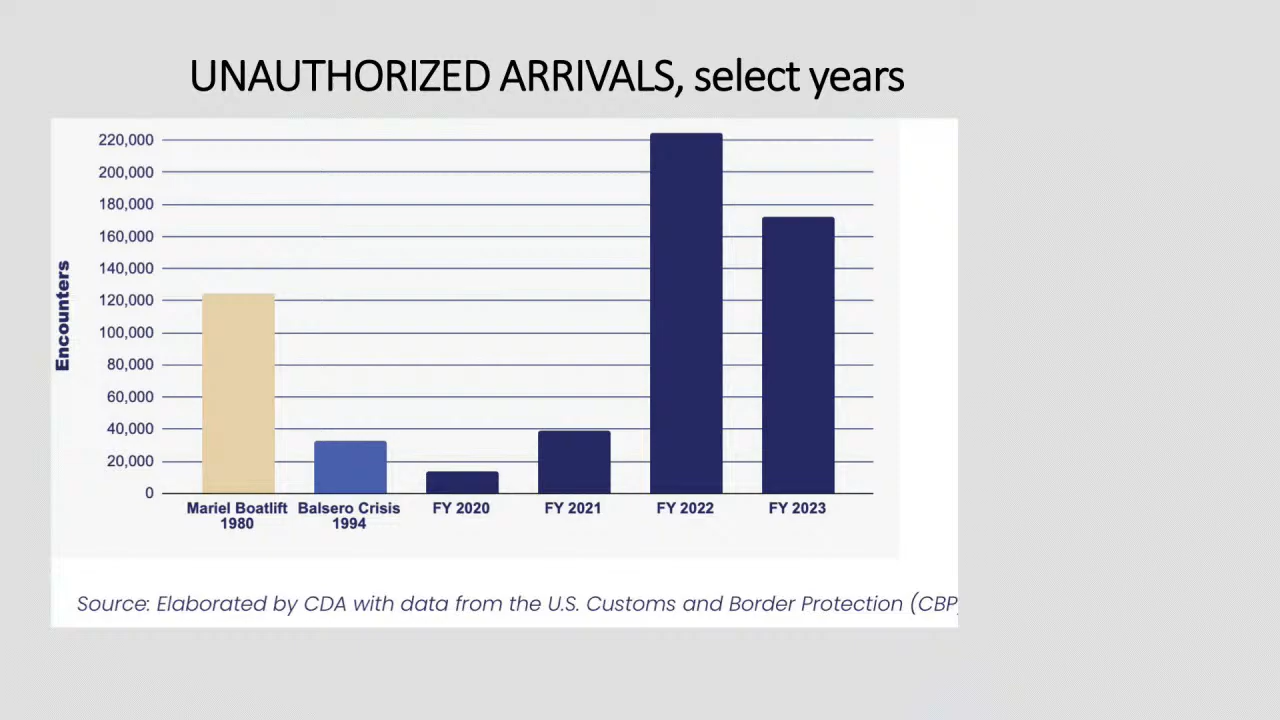 UNAUTHORIZED ARRIVALS, select years
220,000
200,000
180,000
160,000
140,000
120,000
100,000
80,000
60,000
40,000
20,000
0
Encounters
Mariel Boatlift
1980
Balsero Crisis
1994
FY 2020
FY 2021
FY 2022
FY 2023
Source: Elaborated by CDA with data from the U.S. Customs and Border Protection (CBP